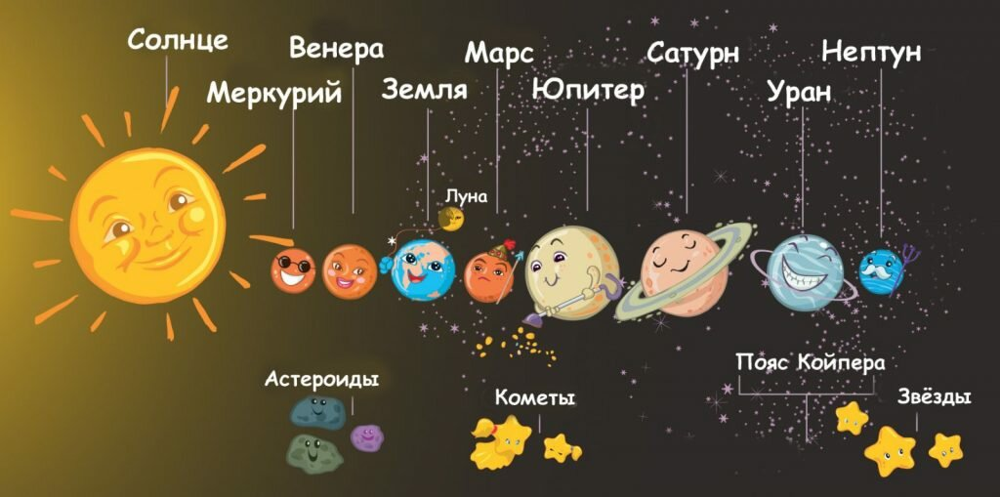 Солнце
Венера
Марс
Сатурн
Нептун
Меркурий
Земля
Юпитер
Уран
Луна
Пояс Койпера
Астероиды
Кометы
Звёзды